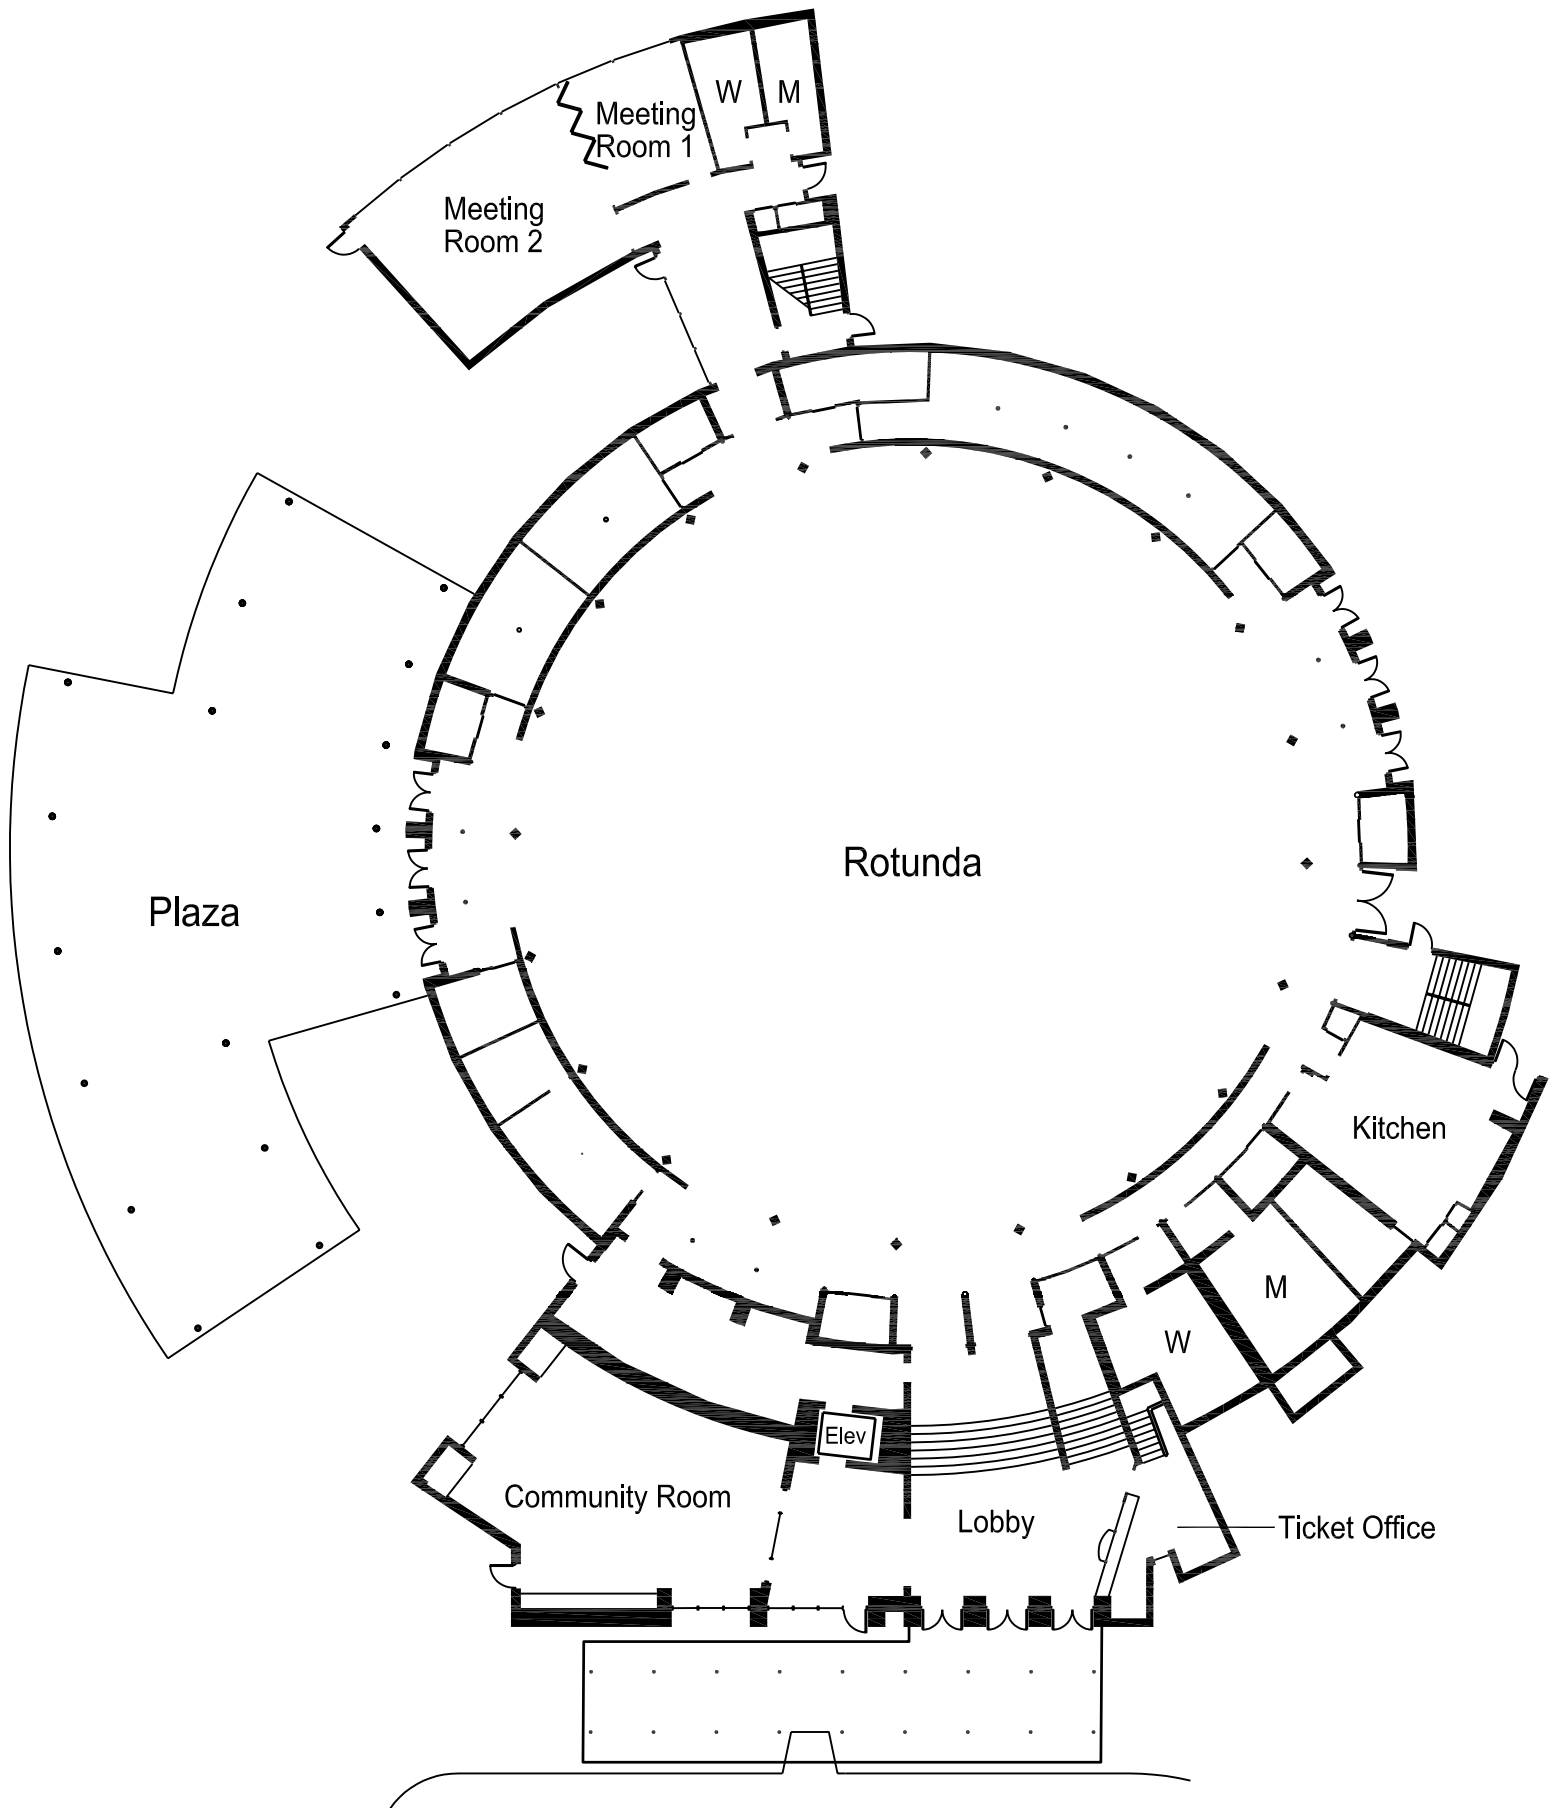 W
M
Meeting
Room 1
Meeting
Room 2
Rotunda
Plaza
Kitchen
M
W
Elev
Community Room
Lobby
Ticket Office